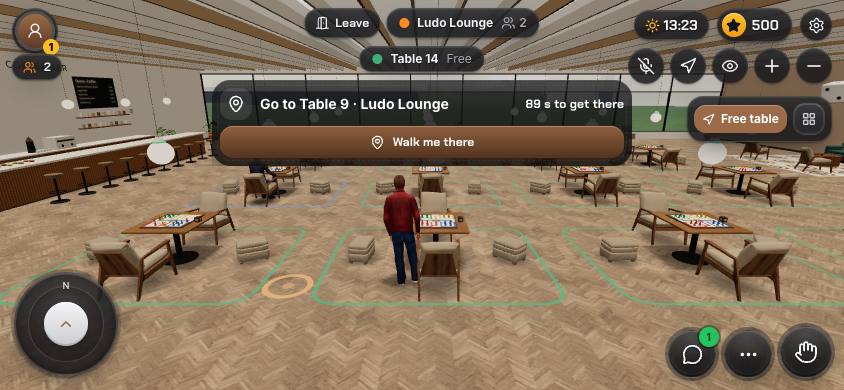 Leave
Ludo Lounge 2
13:23
500
1
2
Table 14 Free
Go to Table 9 · Ludo Lounge
89 s to get there
Walk me there
Free table
N
1